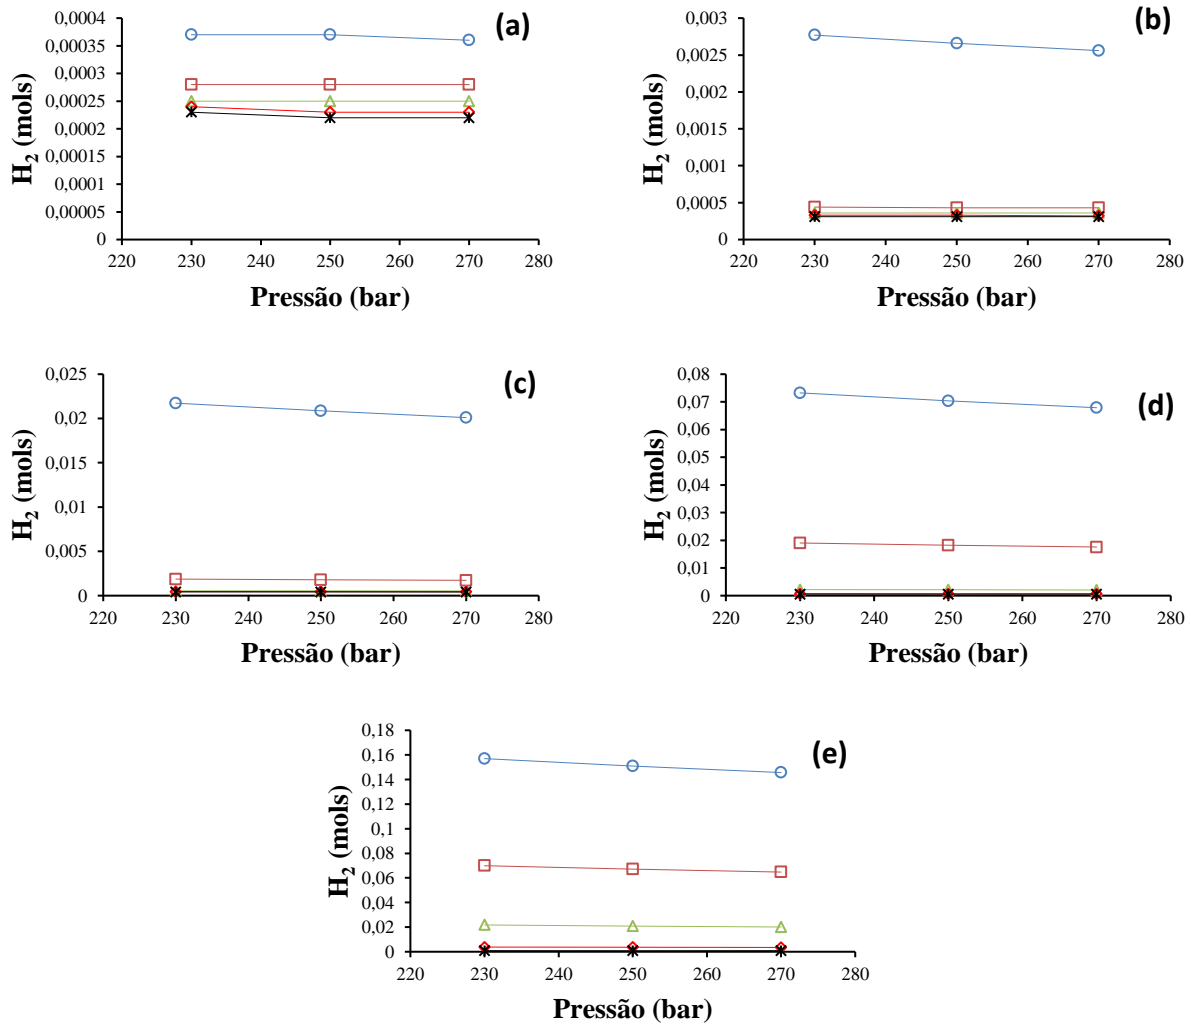 (a)
0,0004
0,00035
0,0003
0,00025
0,0002
0,00015
0,0001
0,00005
0
H₂ (mols)
220 230 240 250 260 270 280
Pressão (bar)
(b)
0,003
0,0025
0,002
0,0015
0,001
0,0005
0
H₂ (mols)
220 230 240 250 260 270 280
Pressão (bar)
(c)
0,025
0,02
0,015
0,01
0,005
0
H₂ (mols)
220 230 240 250 260 270 280
Pressão (bar)
(d)
0,08
0,07
0,06
0,05
0,04
0,03
0,02
0,01
0
H₂ (mols)
220 230 240 250 260 270 280
Pressão (bar)
(e)
0,18
0,16
0,14
0,12
0,1
0,08
0,06
0,04
0,02
0
H₂ (mols)
220 230 240 250 260 270 280
Pressão (bar)